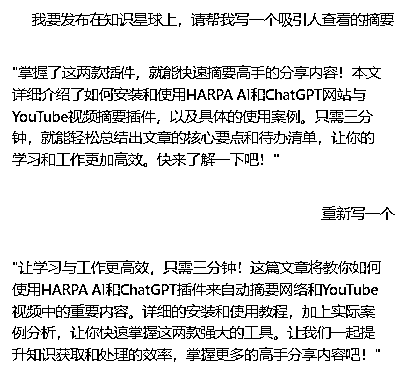 我要发布在知识星球上，请帮我写一个吸引人查看的摘要
"掌握了这两款插件，就能快速摘要高手的分享内容！本文
详细介绍了如何安装和使用HARPA AI和ChatGPT网站与
YouTube视频摘要插件，以及具体的使用案例。只需三分
钟，就能轻松总结出文章的核心要点和待办清单，让你的
学习和工作更加高效。快来了解一下吧！"
重新写一个
"让学习与工作更高效，只需三分钟！这篇文章将教你如何
使用HARPA AI和ChatGPT插件来自动摘要网络和YouTube
视频中的重要内容。详细的安装和使用教程，加上实际案
例分析，让你快速掌握这两款强大的工具。让我们一起提
升知识获取和处理的效率，掌握更多的高手分享内容吧！"